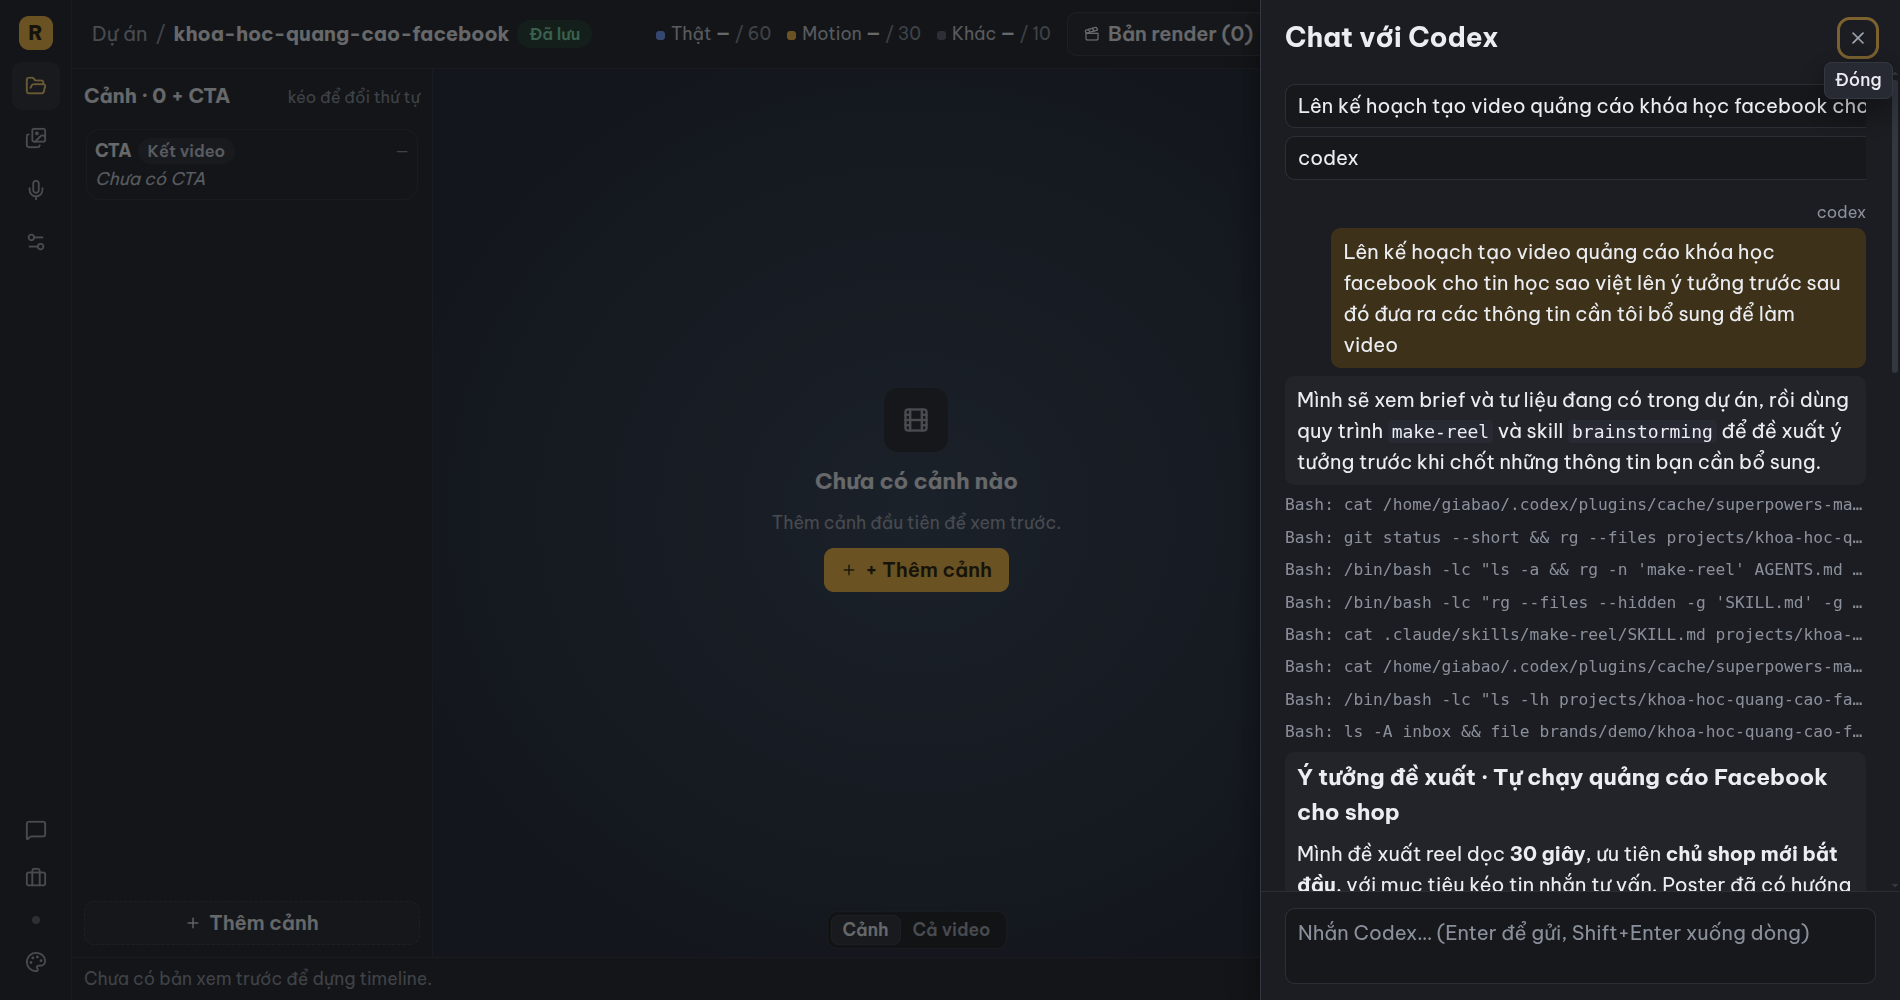 R
Dự án / khoa-hoc-quang-cao-facebook Đã lưu
Thật – / 60 Motion – / 30 Khác – / 10 Bản render (0)
Cảnh · 0 + CTA kéo để đổi thứ tự
CTA Kết video –
Chưa có CTA
Chưa có cảnh nào
Thêm cảnh đầu tiên để xem trước.
+ + Thêm cảnh
+ Thêm cảnh
Cảnh Cả video
Chưa có bản xem trước để dựng timeline.
Chat với Codex
Đóng
Lên kế hoạch tạo video quảng cáo khóa học facebook cho
codex
codex
Lên kế hoạch tạo video quảng cáo khóa học
facebook cho tin học sao việt lên ý tưởng trước sau
đó đưa ra các thông tin cần tôi bổ sung để làm
video
Mình sẽ xem brief và tư liệu đang có trong dự án, rồi dùng
quy trình make-reel và skill brainstorming để đề xuất ý
tưởng trước khi chốt những thông tin bạn cần bổ sung.
Bash: cat /home/giabao/.codex/plugins/cache/superpowers-ma…
Bash: git status --short && rg --files projects/khoa-hoc-q…
Bash: /bin/bash -lc "ls -a && rg -n 'make-reel' AGENTS.md …
Bash: /bin/bash -lc "rg --files --hidden -g 'SKILL.md' -g …
Bash: cat .claude/skills/make-reel/SKILL.md projects/khoa-…
Bash: cat /home/giabao/.codex/plugins/cache/superpowers-ma…
Bash: /bin/bash -lc "ls -lh projects/khoa-hoc-quang-cao-fa…
Bash: ls -A inbox && file brands/demo/khoa-hoc-quang-cao-f…
Ý tưởng đề xuất · Tự chạy quảng cáo Facebook
cho shop
Mình đề xuất reel dọc 30 giây, ưu tiên chủ shop mới bắt
đầu, với mục tiêu kéo tin nhắn tư vấn. Poster đã có hướng
Nhắn Codex... (Enter để gửi, Shift+Enter xuống dòng)